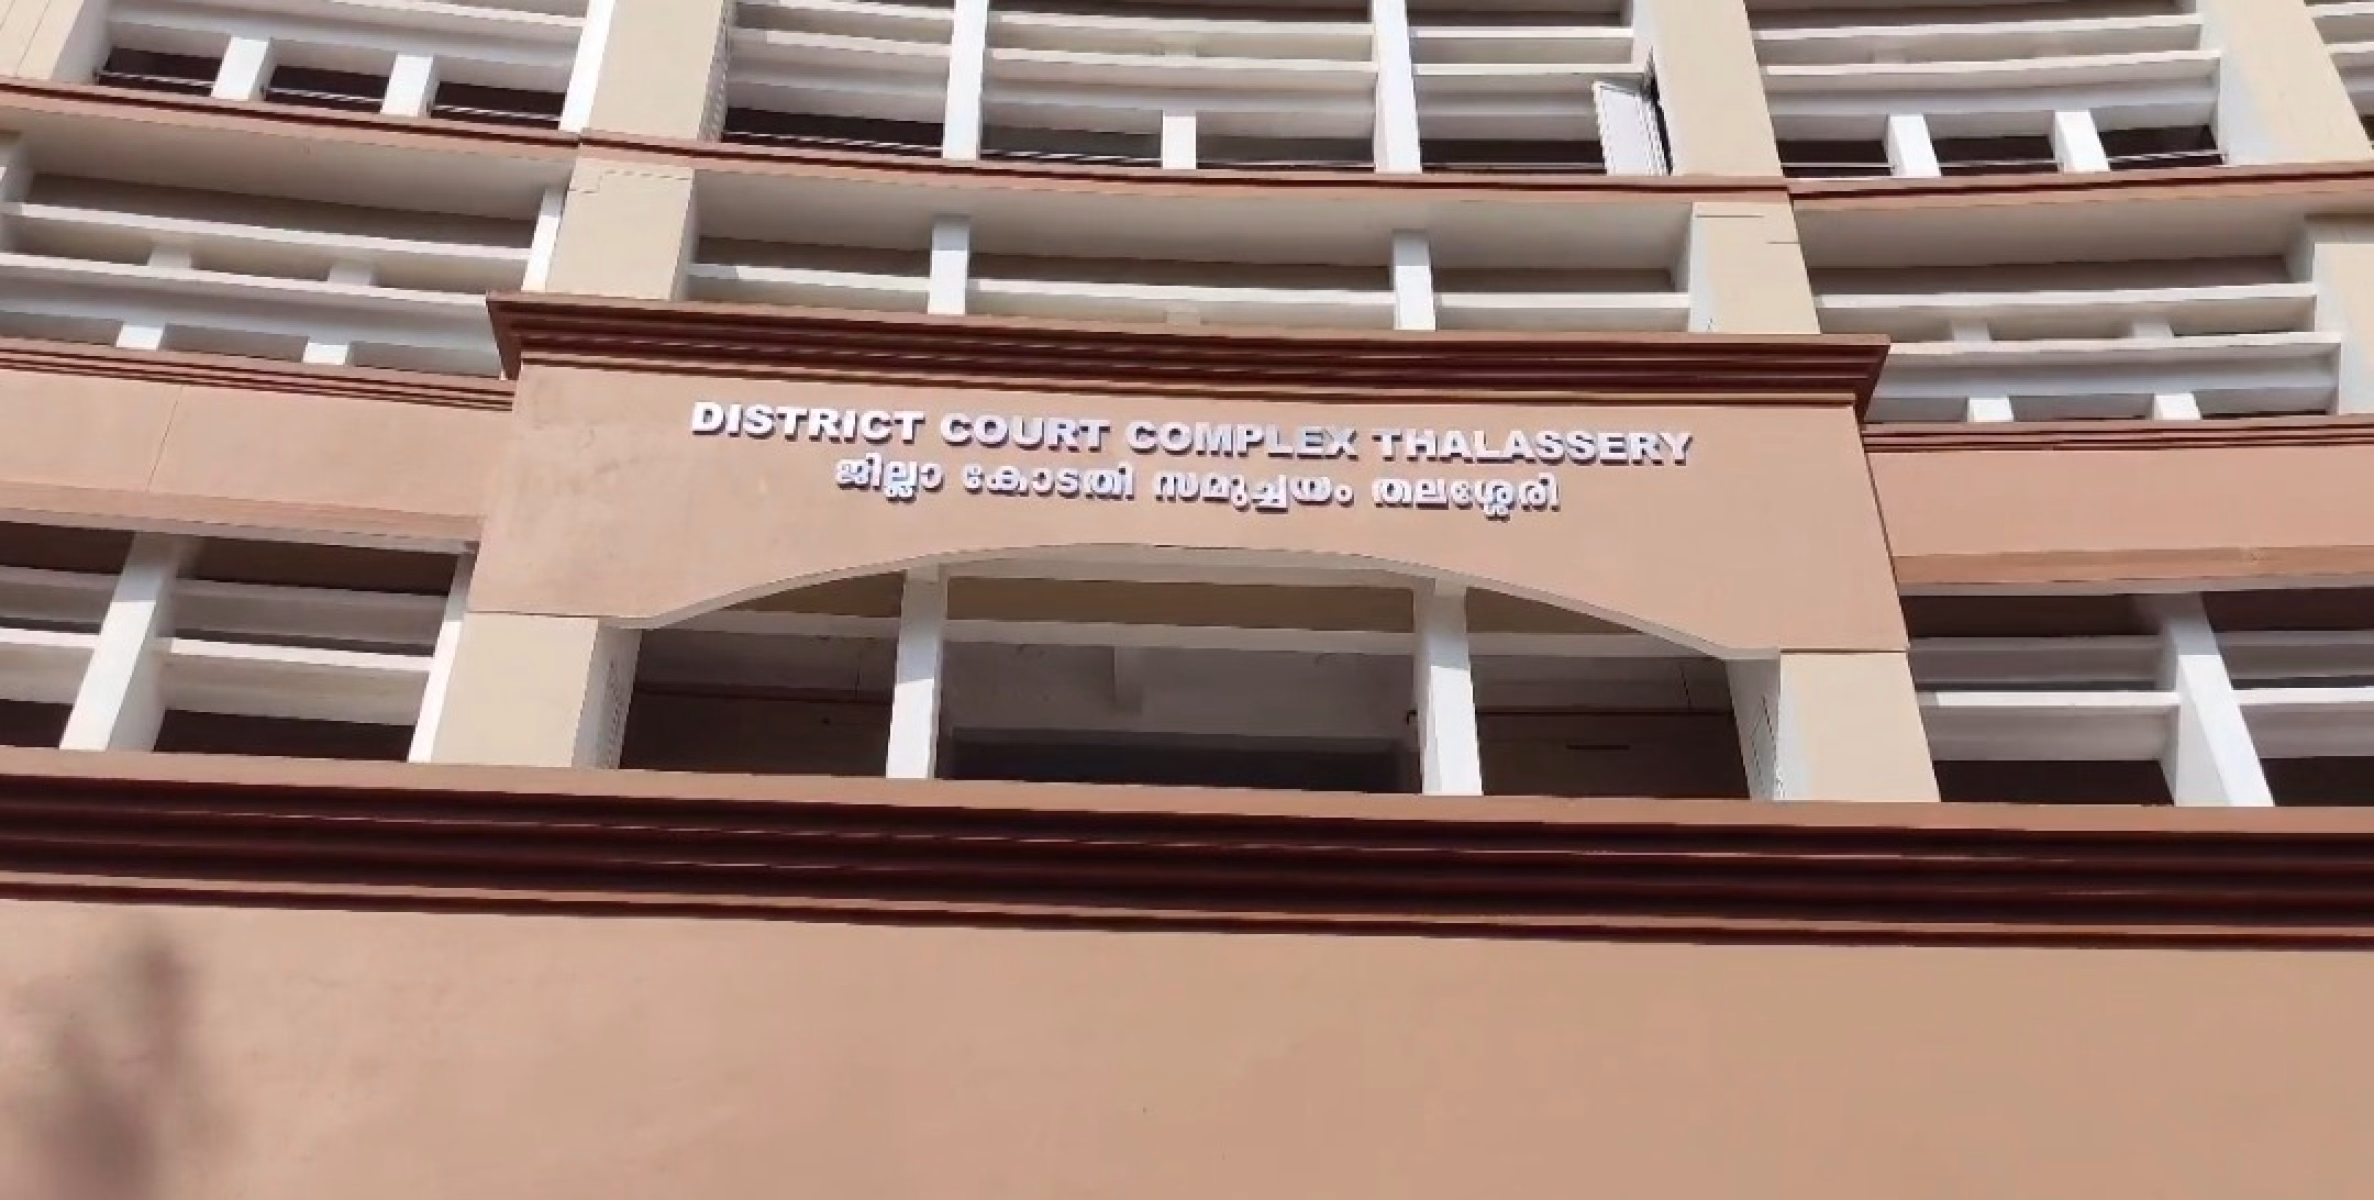 DISTRICT COURT COMPLEX THALASSERY
ജില്ലാ കോടതി സമുച്ചയം തലശ്ശേരി